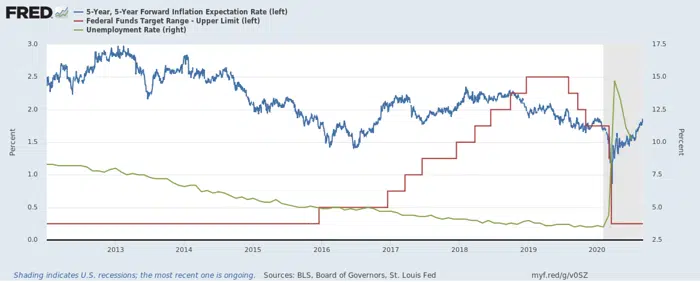 FRED
5-Year, 5-Year Forward Inflation Expectation Rate (left)
Federal Funds Target Range - Upper Limit (left)
Unemployment Rate (right)
3.0
2.5
2.0
1.5
1.0
0.5
0.0
Percent
17.5
15.0
12.5
10.0
7.5
5.0
2.5
Percent
2013 2014 2015 2016 2017 2018 2019 2020
Shading indicates U.S. recessions; the most recent one is ongoing. Sources: BLS, Board of Governors, St. Louis Fed myf.red/g/v0SZ